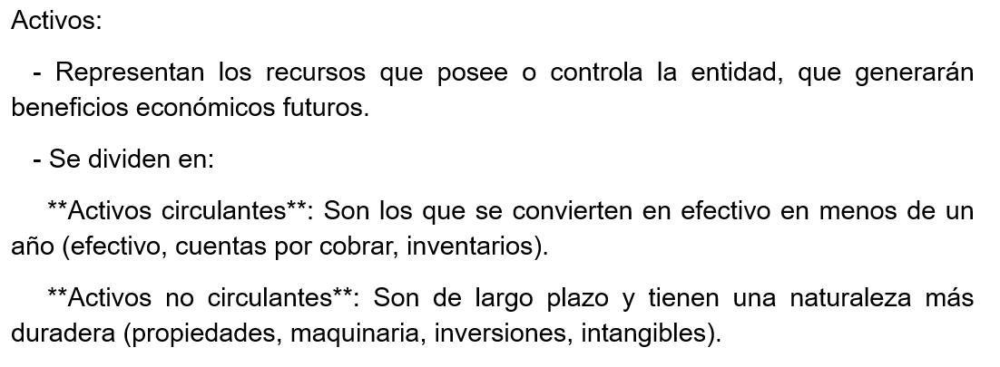 Activos:
- Representan los recursos que posee o controla la entidad, que generarán
beneficios económicos futuros.
- Se dividen en:
**Activos circulantes**: Son los que se convierten en efectivo en menos de un
año (efectivo, cuentas por cobrar, inventarios).
**Activos no circulantes**: Son de largo plazo y tienen una naturaleza más
duradera (propiedades, maquinaria, inversiones, intangibles).